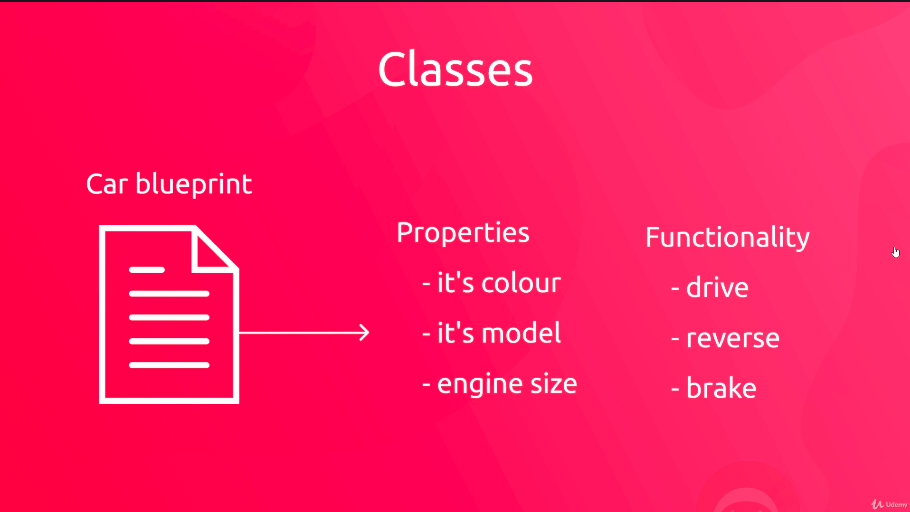 Classes
Car blueprint
Properties
- it's colour
- it's model
- engine size
Functionality
- drive
- reverse
- brake
Udemy